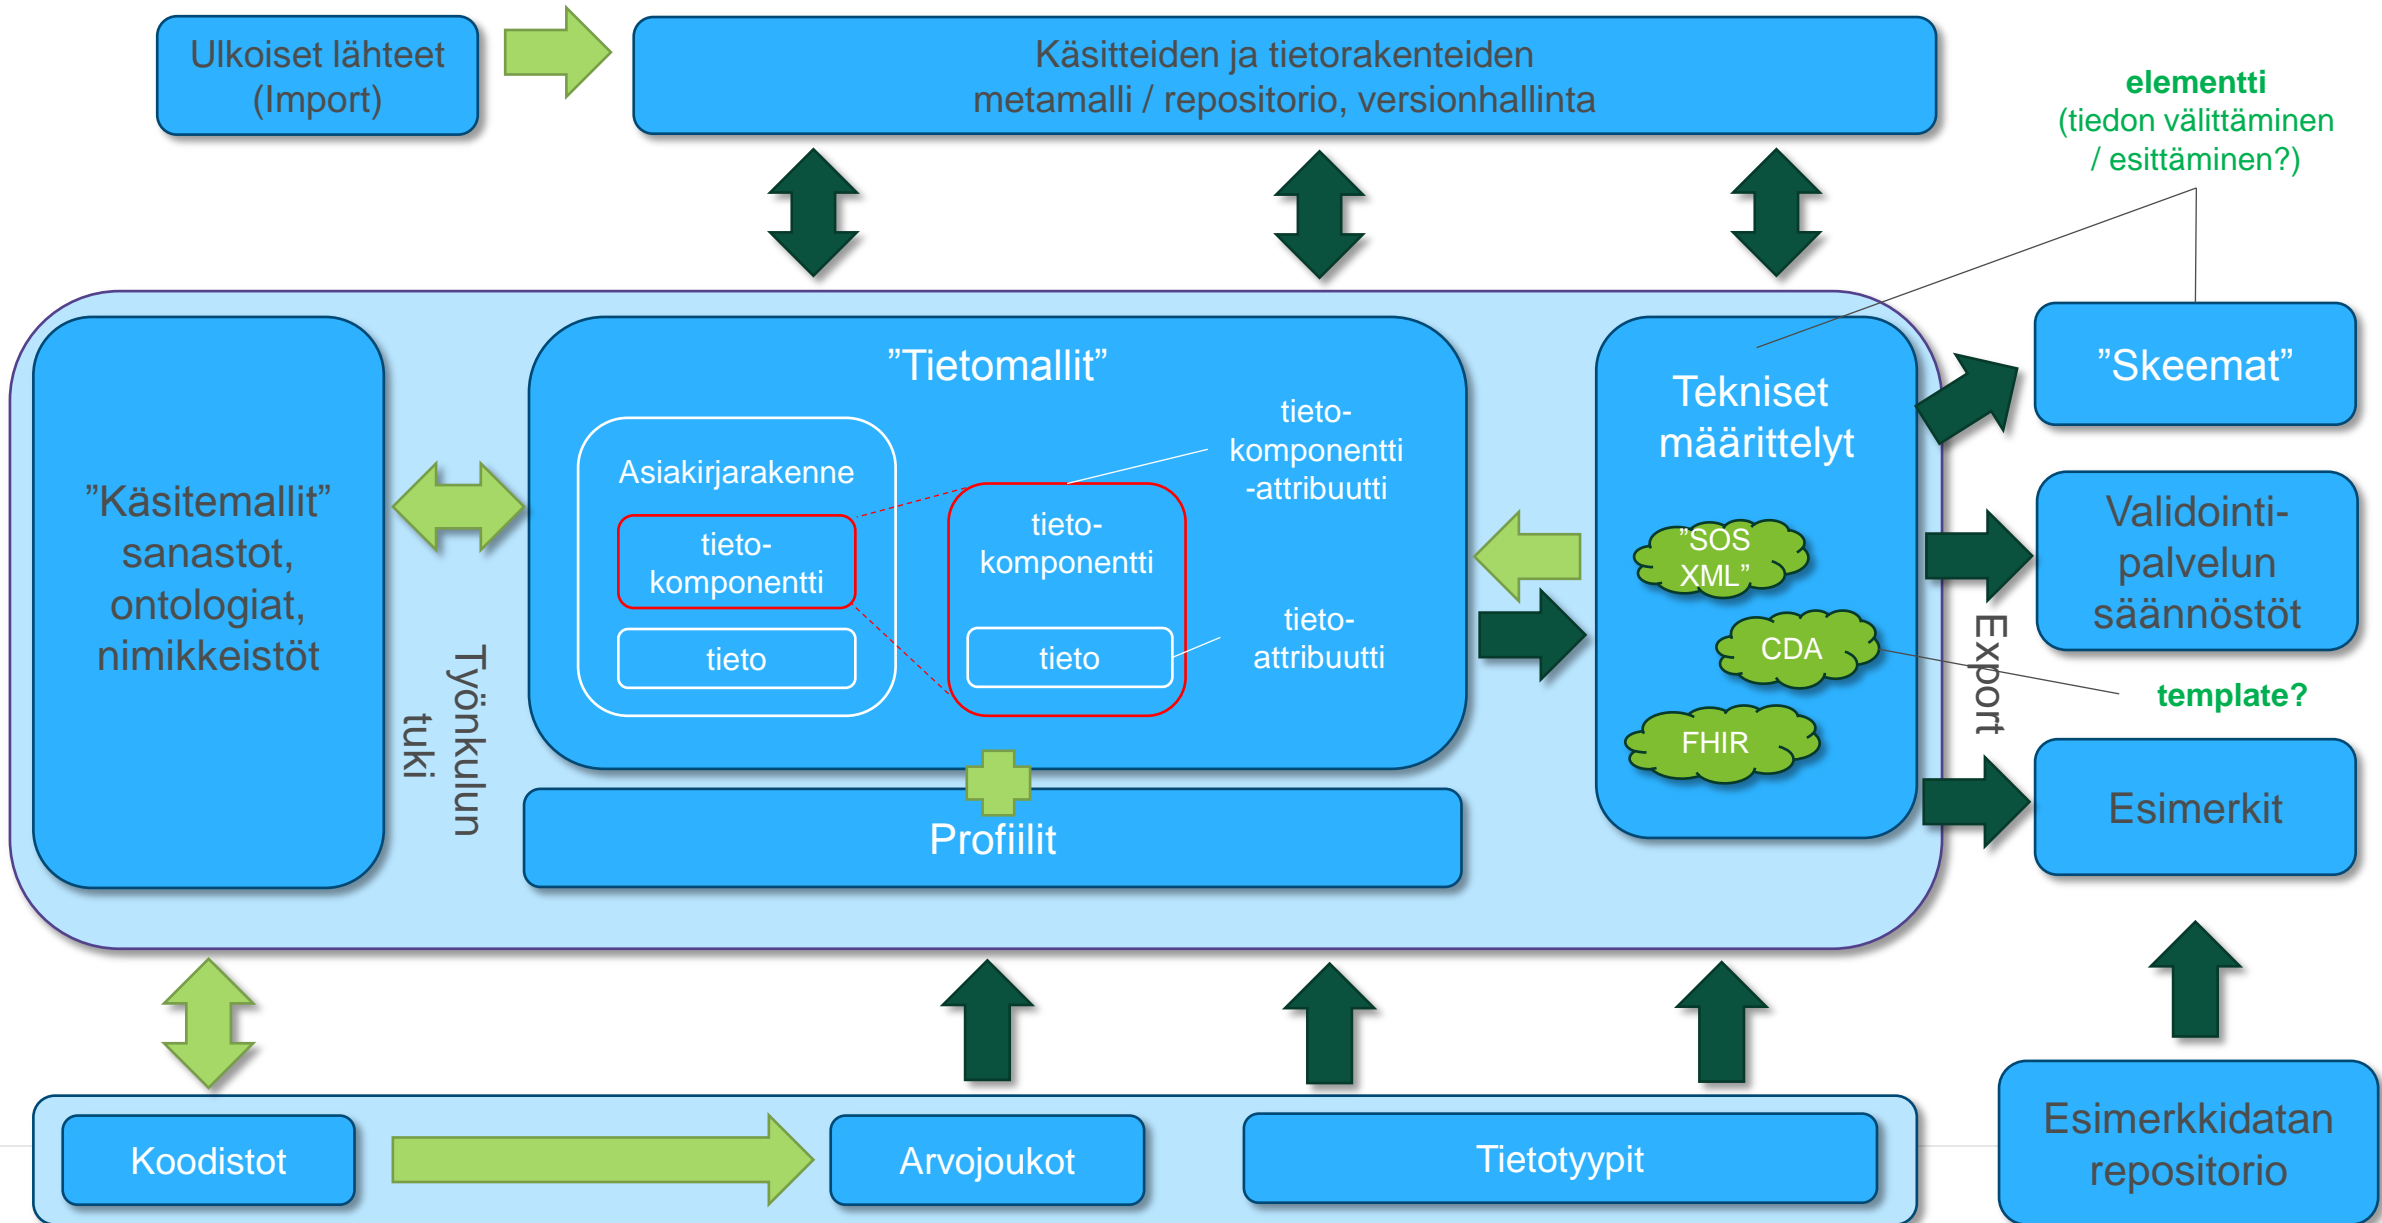 Ulkoiset lähteet
(Import)
Käsitteiden ja tietorakenteiden
metamalli / repositorio, versionhallinta
elementti
(tiedon välittäminen
/ esittäminen?)
”Käsitemallit”
sanastot,
ontologiat,
nimikkeistöt
Työnkulun
tuki
”Tietomallit”
Asiakirjarakenne
tieto-
komponentti
tieto
tieto-
komponentti
tieto
tieto-
komponentti
-attribuutti
tieto-
attribuutti
Profiilit
Tekniset
määrittelyt
”SOS
XML”
CDA
FHIR
Export
”Skeemat”
Validointi-
palvelun
säännöstöt
template?
Esimerkit
Koodistot
Arvojoukot
Tietotyypit
Esimerkkidatan
repositorio